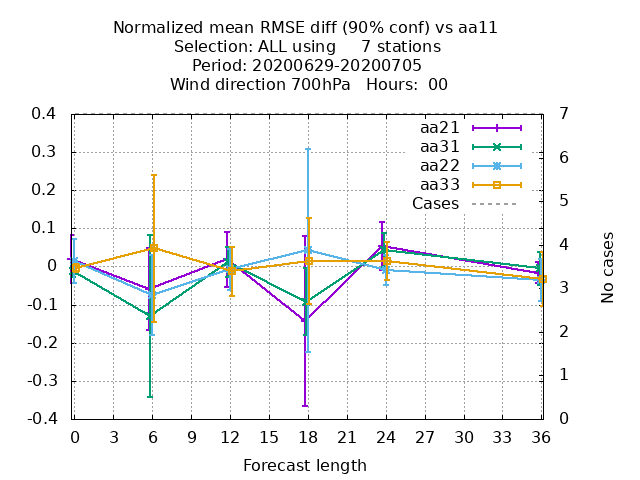 Normalized mean RMSE diff (90% conf) vs aa11
Selection: ALL using     7 stations
Period: 20200629-20200705
Wind direction 700hPa   Hours:  00
0.4
0.3
0.2
0.1
0
-0.1
-0.2
-0.3
-0.4
7
6
5
4
3
2
1
0
No cases
aa21
aa31
aa22
aa33
Cases
0 3 6 9 12 15 18 21 24 27 30 33 36
Forecast length